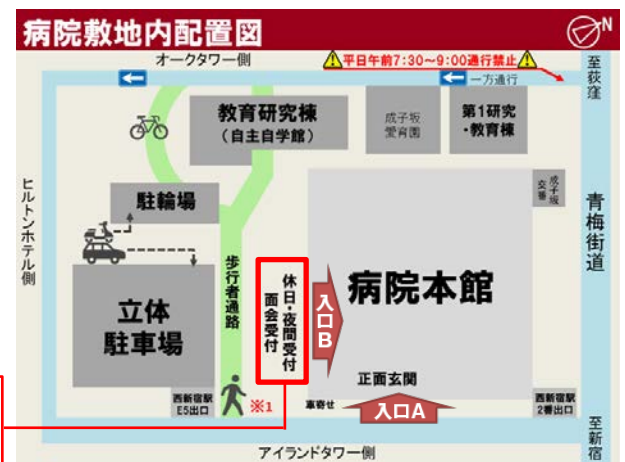 病院敷地内配置図
N
オークタワー側
⚠平日午前7:30～9:00通行禁止⚠
一方通行
至荻窪
教育研究棟
(自主自学館)
成子坂
愛育園
第1研究
・教育棟
成子坂
交番
ヒルトンホテル側
駐輪場
青梅街道
歩行者通路
休日・夜間受付
面会受付
入口B
病院本館
立体
駐車場
正面玄関
西新宿駅
E5出口
※1
車寄せ
入口A
西新宿駅
2番出口
至新宿
アイランドタワー側